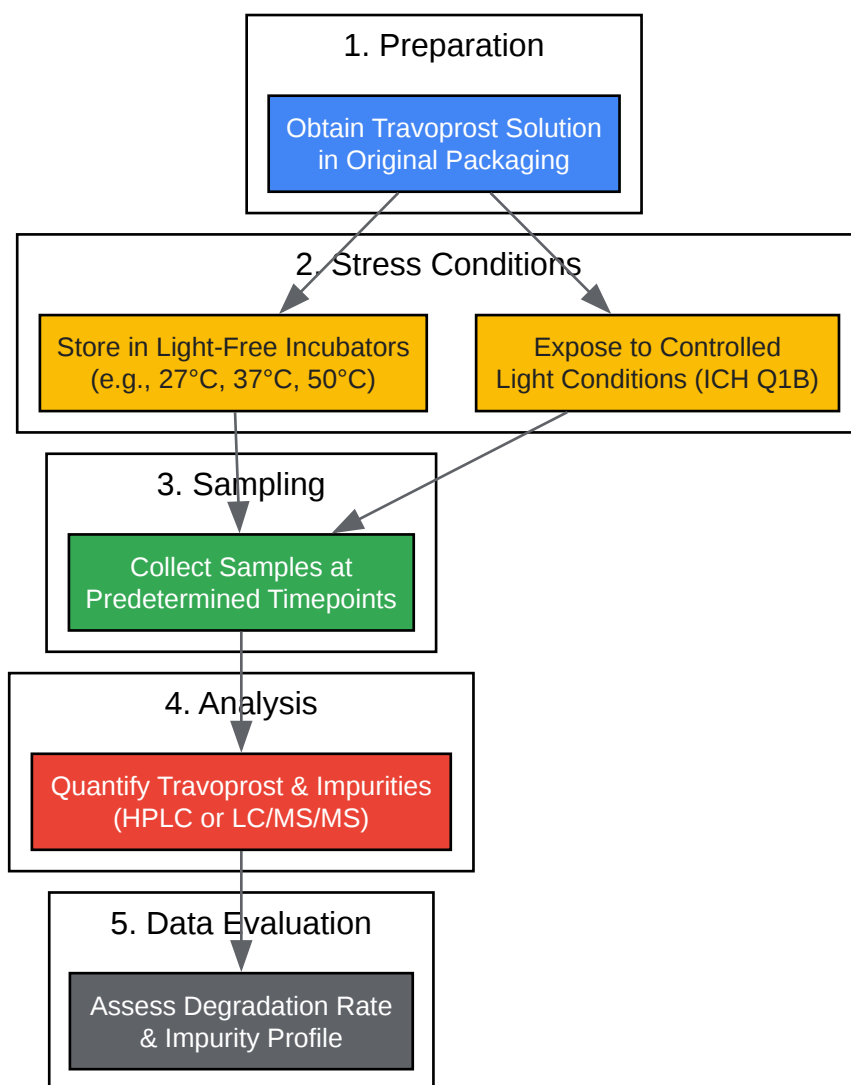 1. Preparation
Obtain Travoprost Solution
in Original Packaging
2. Stress Conditions
Store in Light-Free Incubators
(e.g., 27°C, 37°C, 50°C)
Expose to Controlled
Light Conditions (ICH Q1B)
3. Sampling
Collect Samples at
Predetermined Timepoints
4. Analysis
Quantify Travoprost & Impurities
(HPLC or LC/MS/MS)
5. Data Evaluation
Assess Degradation Rate
& Impurity Profile